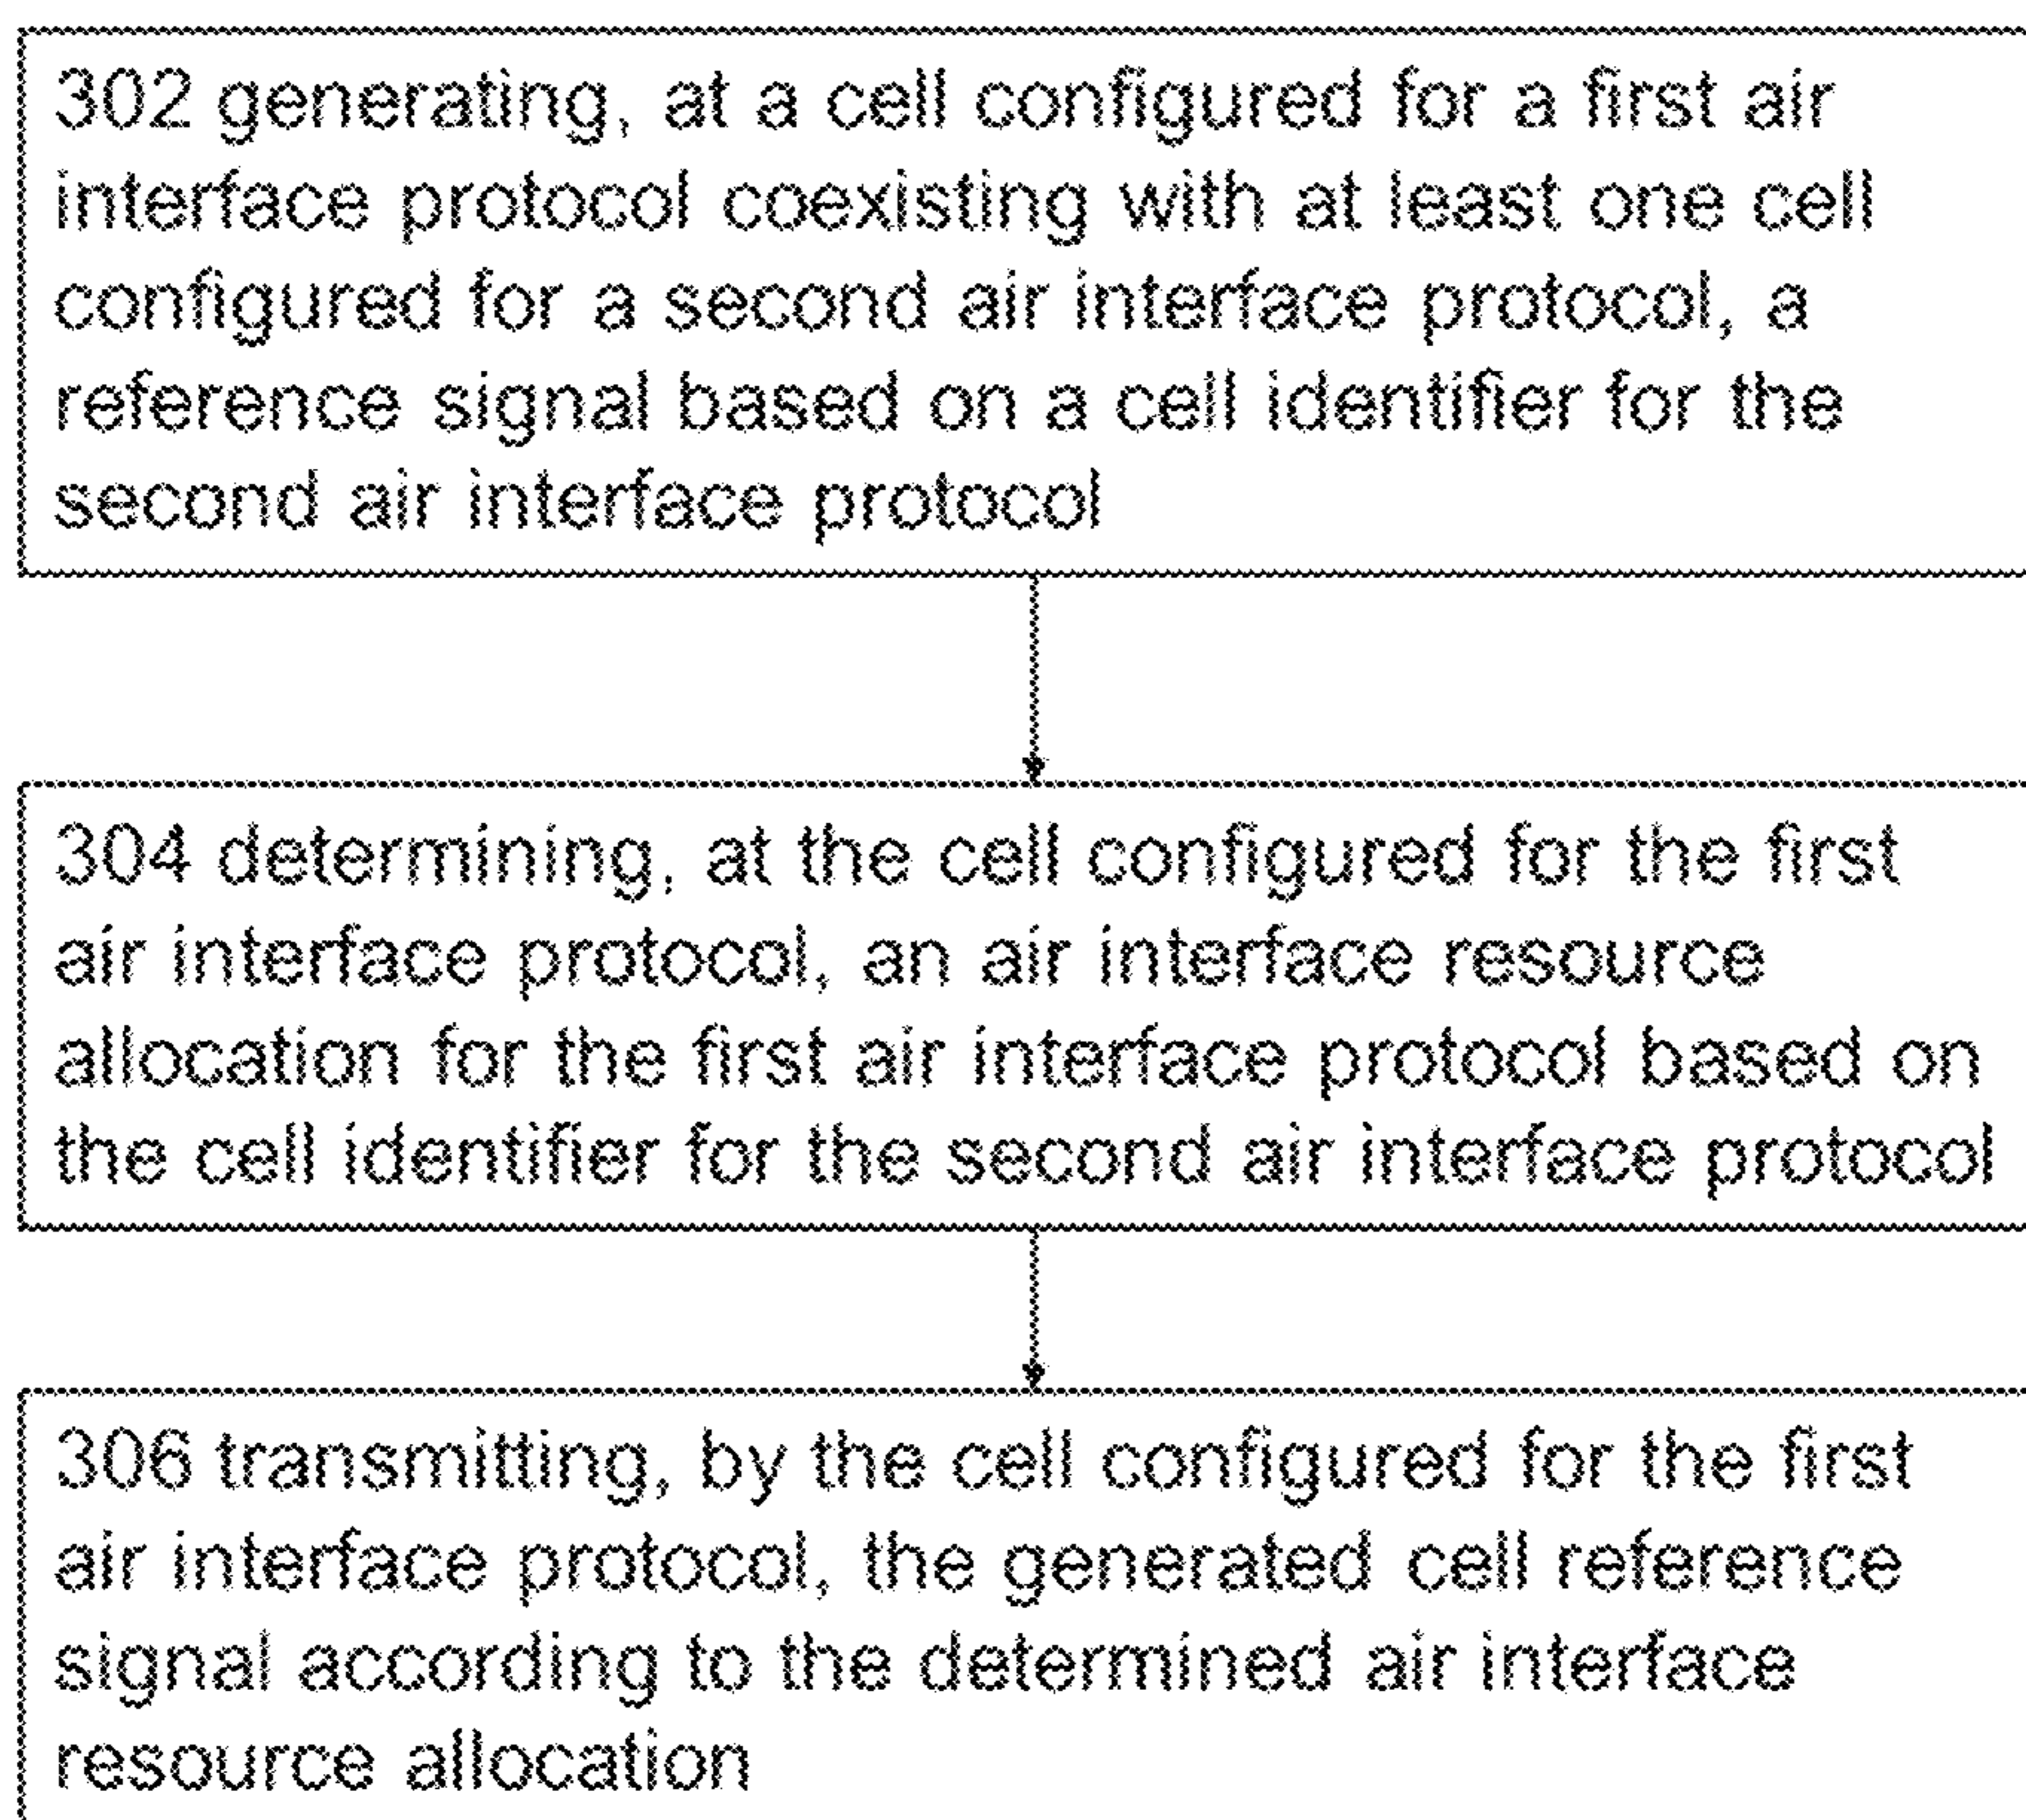 302 generating, at a cell configured for a first air
interface protocol coexisting with at least one cell
configured for a second air interface protocol, a
reference signal based on a cell identifier for the
second air interface protocol
304 determining, at the cell configured for the first
air interface protocol, an air interface resource
allocation for the first air interface protocol based on
the cell identifier for the second air interface protocol
306 transmitting, by the cell configured for the first
air interface protocol, the generated cell reference
signal according to the determined air interface
resource allocation